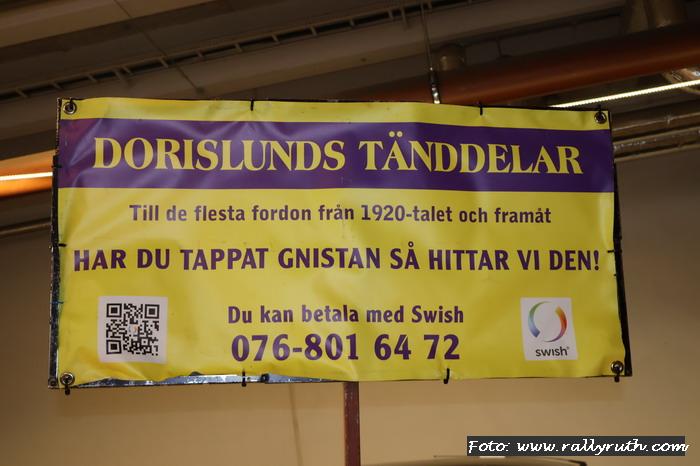 DORISLUNDS TÄNDDELAR
Till de flesta fordon från 1920-talet och framåt
HAR DU TAPPAT GNISTAN SÅ HITTAR VI DEN!
Du kan betala med Swish
076-801 64 72
swish
Foto: www.rallyruth.com